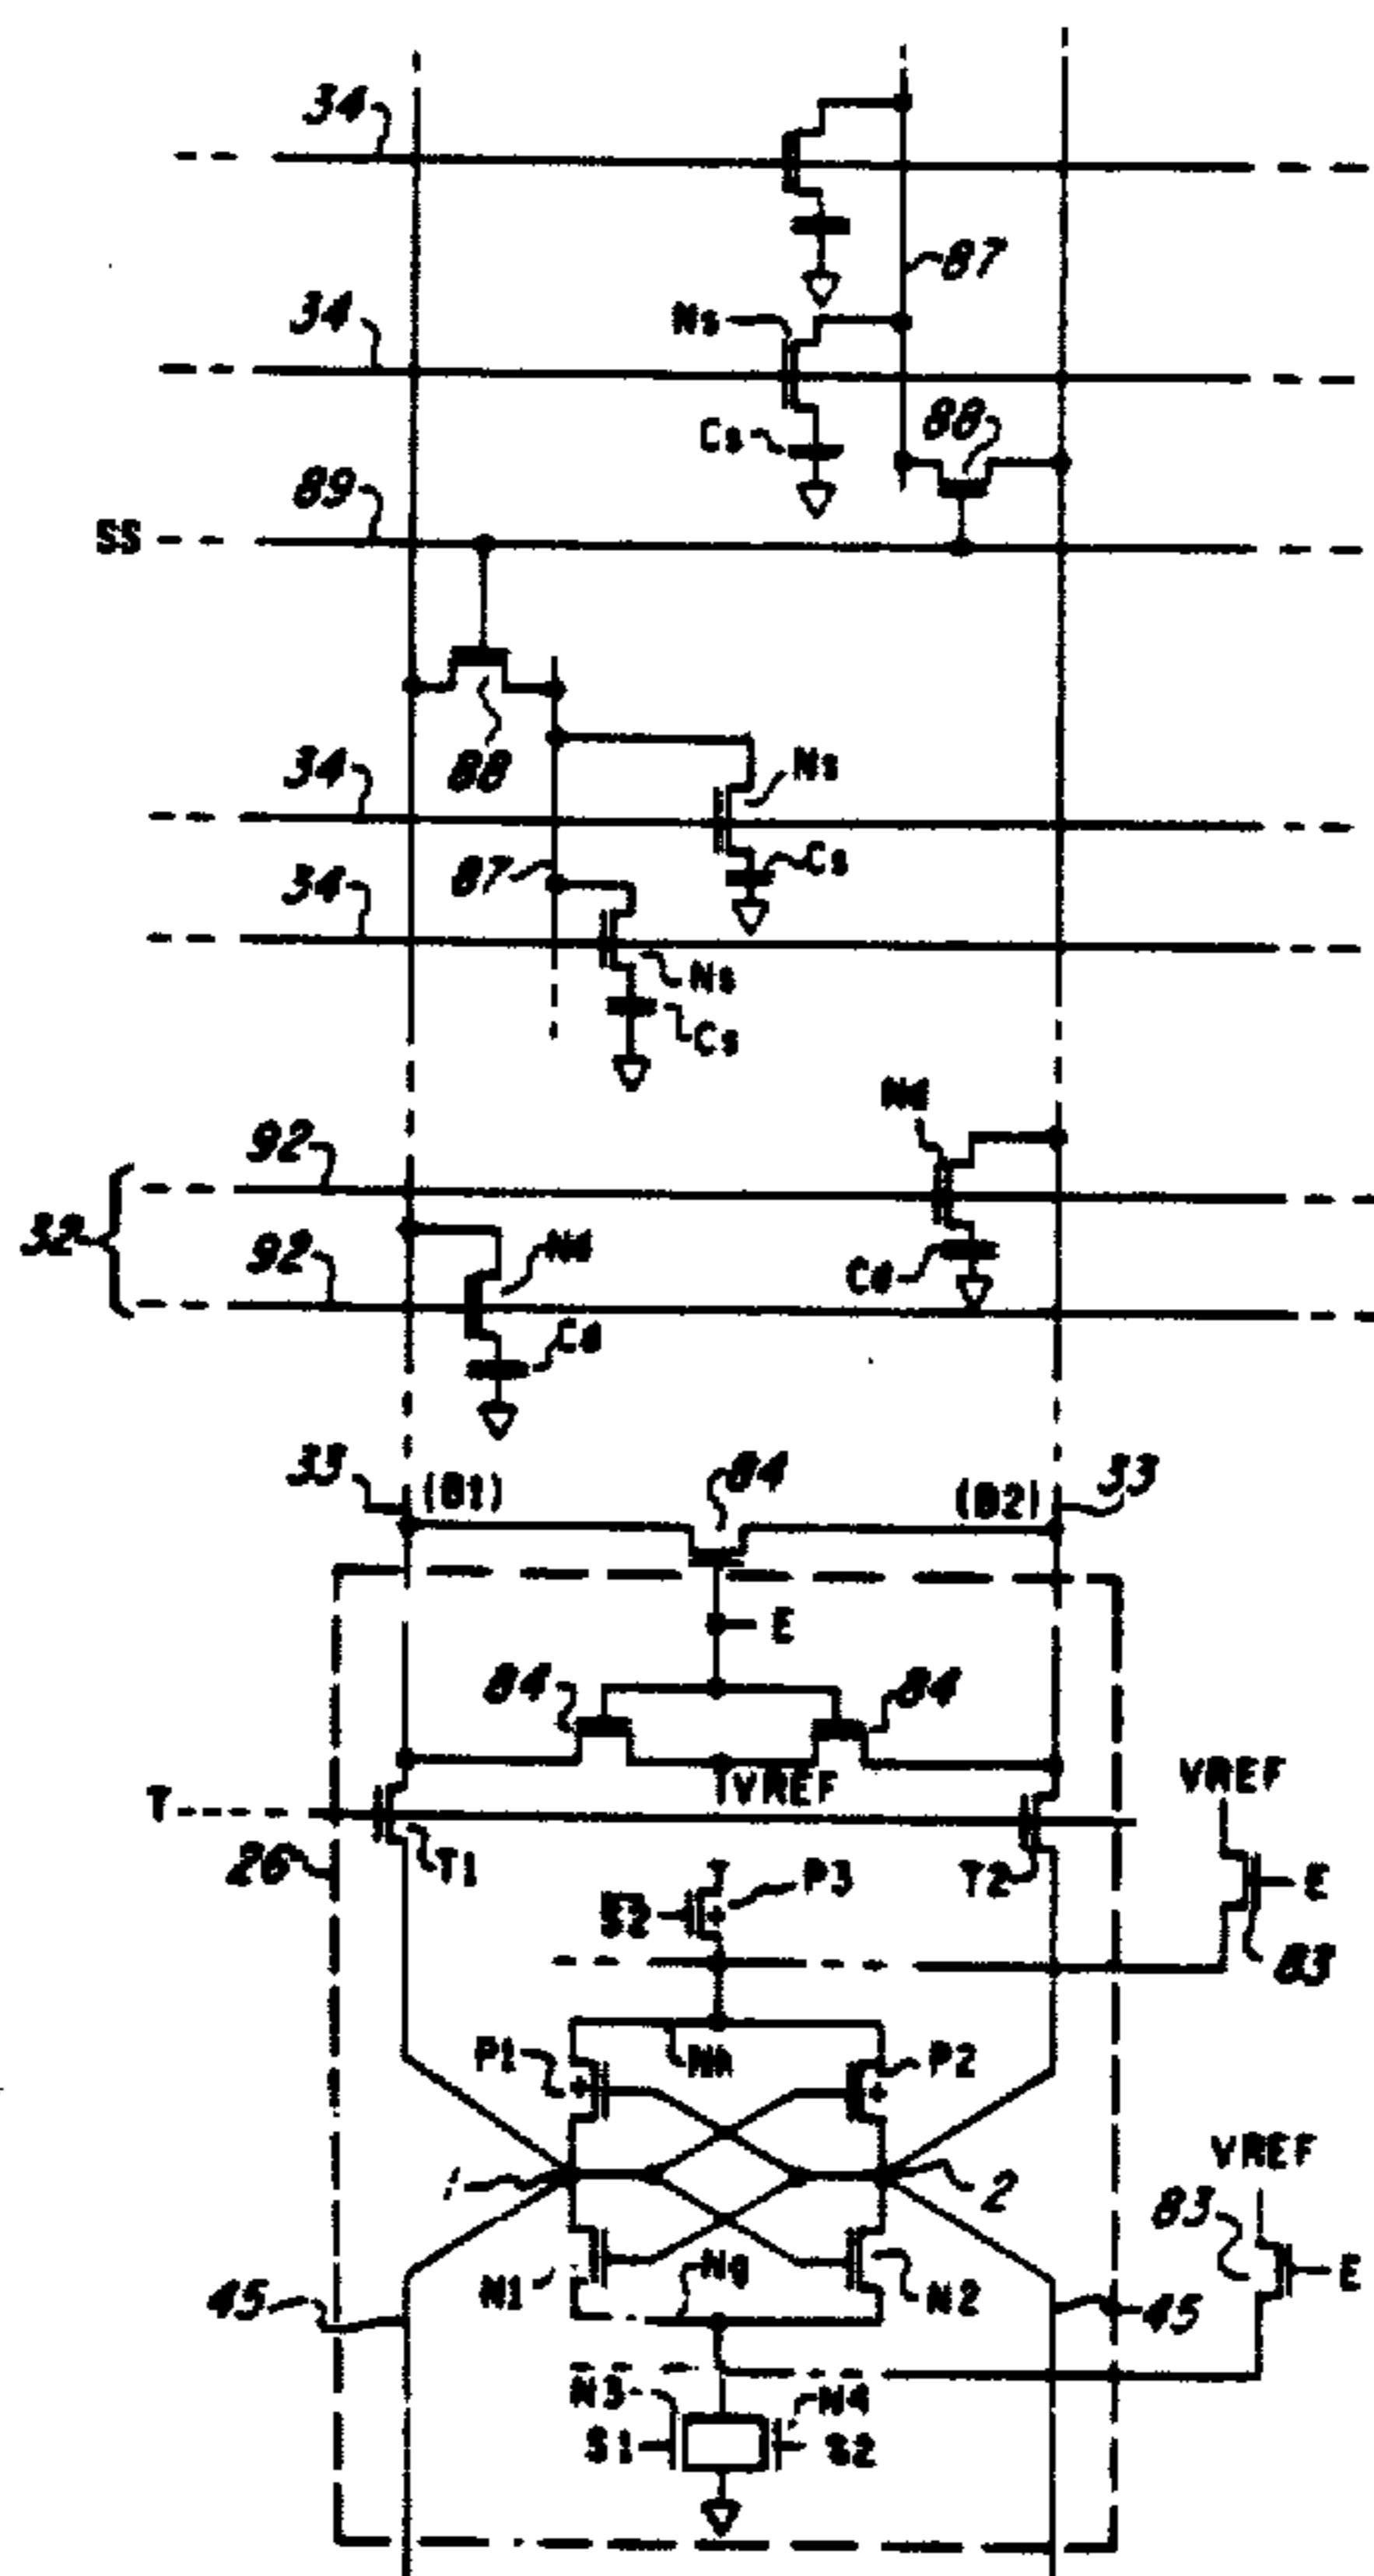 34
87
34
Ns
Cs
88
89
SS
88
34
Ns
87
Cs
34
Ns
Cs
Nd
92
32
92
Nd
Cd
Cd
33
(B1)
84
(B2)
33
E
84
84
VREF
VREF
T
26
T1
T2
P3
S2
E
83
P1
Nh
P2
1
2
VREF
83
E
45
N1
Ng
N2
45
N3
N4
S1
S2